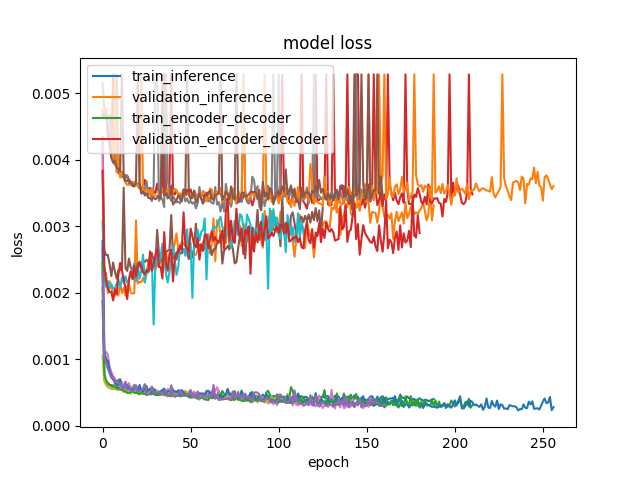 model loss
loss
0.005
0.004
0.003
0.002
0.001
0.000
train_inference
validation_inference
train_encoder_decoder
validation_encoder_decoder
0 50 100 150 200 250
epoch